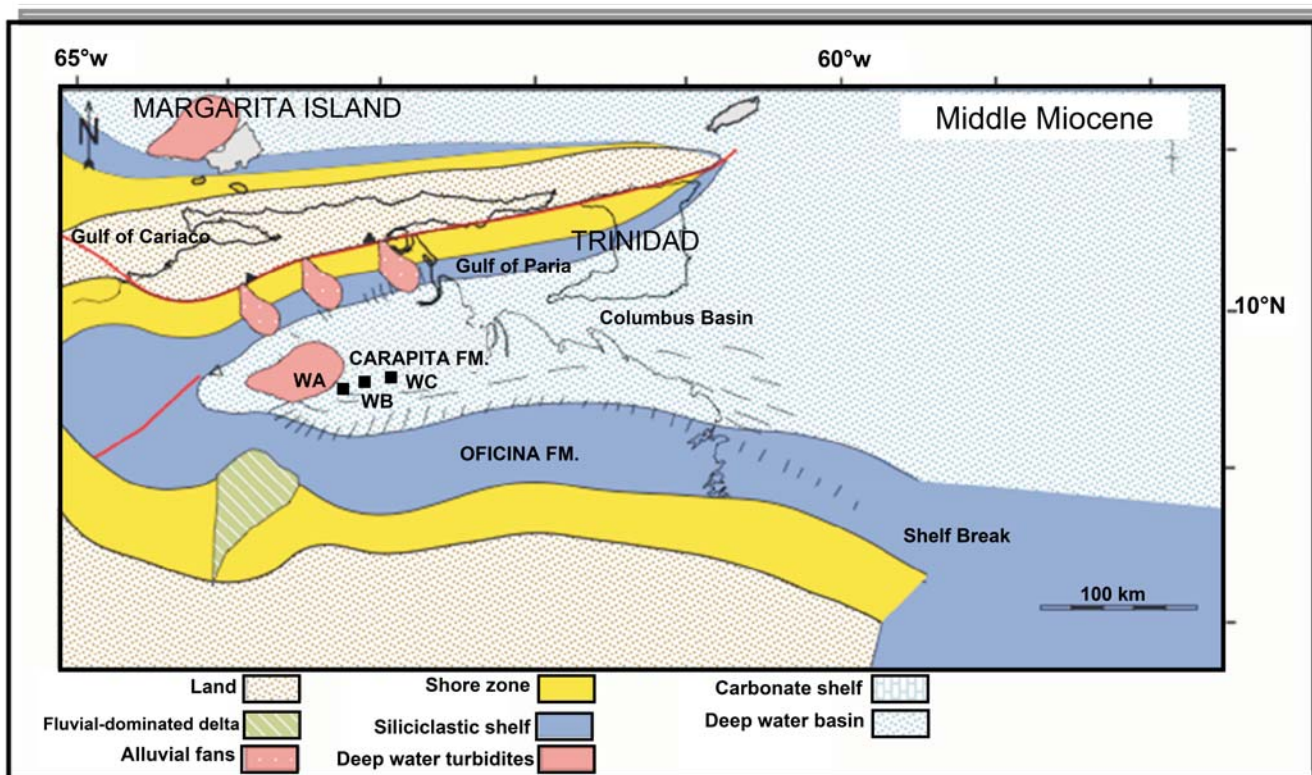 65°w
60°w
MARGARITA ISLAND
Middle Miocene
N
Gulf of Cariaco
TRINIDAD
Gulf of Paria
10°N
Columbus Basin
CARAPITA FM.
WA
WC
WB
OFICINA FM.
Shelf Break
100 km
Land
Shore zone
Carbonate shelf
Fluvial-dominated delta
Siliciclastic shelf
Deep water basin
Alluvial fans
Deep water turbidites